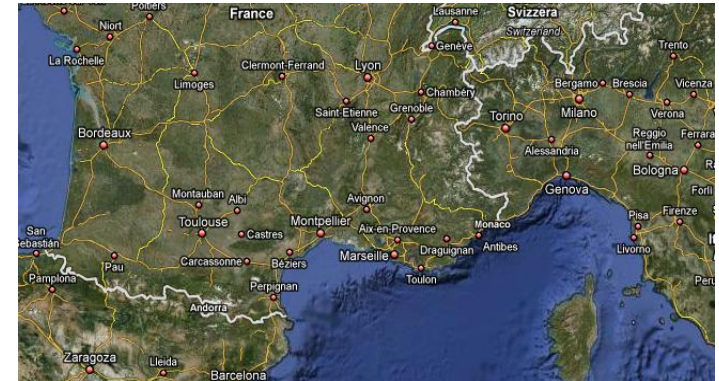 Poitiers
France
Lausanne
Svizzera
Niort
Switzerland
Genève
Trento
La Rochelle
Clermont-Ferrand
Lyon
Limoges
Chambéry
Bergamo
Brescia
Vicenza
Saint-Etienne
Grenoble
Torino
Milano
Verona
Bordeaux
Valence
Alessandria
Reggio
nell'Emilia
Ferrara
Bologna
Genova
Forlì
Montauban
Albi
Avignon
Toulouse
Montpellier
Aix-en-Provence
Monaco
Pisa
Firenze
San
Sebastián
Castres
Marseille
Draguignan
Antibes
Livorno
Pau
Carcassonne
Béziers
Toulon
Pamplona
Perpignan
Andorra
Zaragoza
Lleida
Barcelona